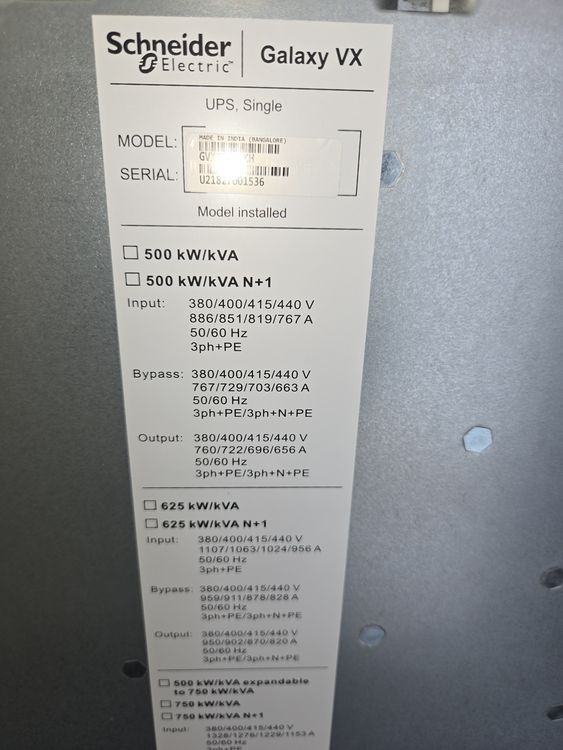 Schneider Electric™ Galaxy VX
UPS, Single
MODEL:
MADE IN INDIA (BANGALORE)
SERIAL:
Model installed
500 kW/kVA
500 kW/kVA N+1
Input: 380/400/415/440 V
886/851/819/767 A
50/60 Hz
3ph+PE
Bypass: 380/400/415/440 V
767/729/703/663 A
50/60 Hz
3ph+PE/3ph+N+PE
Output: 380/400/415/440 V
760/722/696/656 A
50/60 Hz
3ph+PE/3ph+N+PE
625 kW/kVA
625 kW/kVA N+1
Input: 380/400/415/440 V
1107/1063/1024/956 A
50/60 Hz
3ph+PE
Bypass: 380/400/415/440 V
959/911/878/828 A
50/60 Hz
3ph+PE/3ph+N+PE
Output: 380/400/415/440 V
950/902/870/820 A
50/60 Hz
3ph+PE/3ph+N+PE
500 kW/kVA expandable
to 750 kW/kVA
750 kW/kVA
750 kW/kVA N+1
Input: 380/400/415/440 V
1328/1276/1229/1153 A
50/60 Hz
3ph+PE